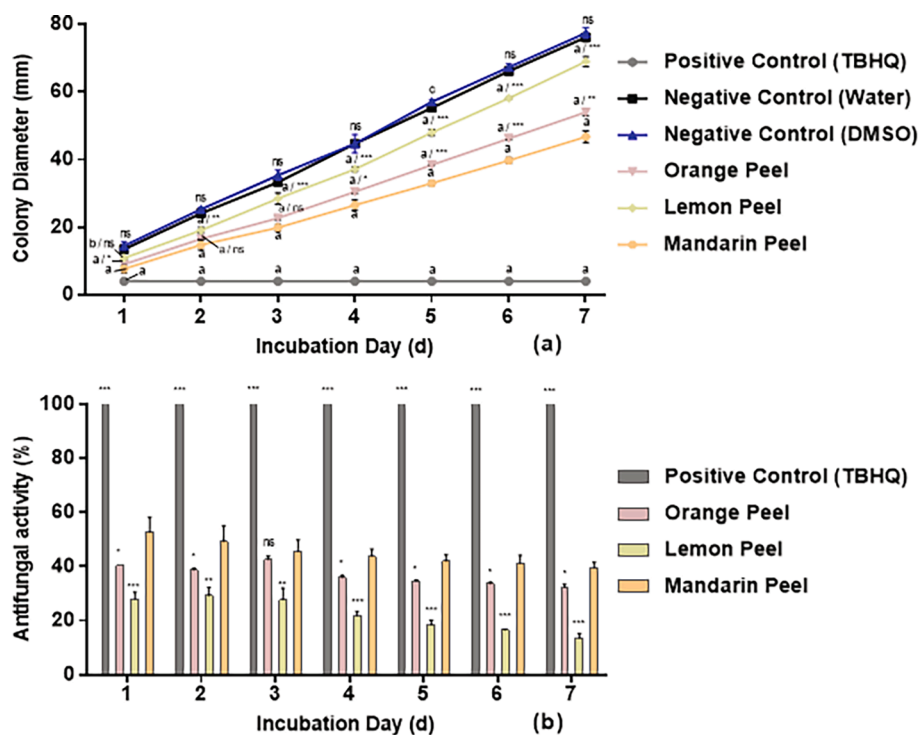 80
60
40
20
0
Colony Diameter (mm)
ns
ns
ns
ns
c
ns
ns
b / ns
a / *
a
a
a / **
a / ns
a
a / ***
a / ns
a
a / ***
a / *
a
a / ***
a / ***
a
a / ***
a / ***
a
a / ***
a / **
a
a
a
a
a
a
a
1
2
3
4
5
6
7
Incubation Day (d)
(a)
Positive Control (TBHQ)
Negative Control (Water)
Negative Control (DMSO)
Orange Peel
Lemon Peel
Mandarin Peel
100
80
60
40
20
0
Antifungal activity (%)
***
***
***
***
***
***
***
*
***
*
**
ns
**
*
***
*
***
*
***
*
***
1
2
3
4
5
6
7
Incubation Day (d)
(b)
Positive Control (TBHQ)
Orange Peel
Lemon Peel
Mandarin Peel